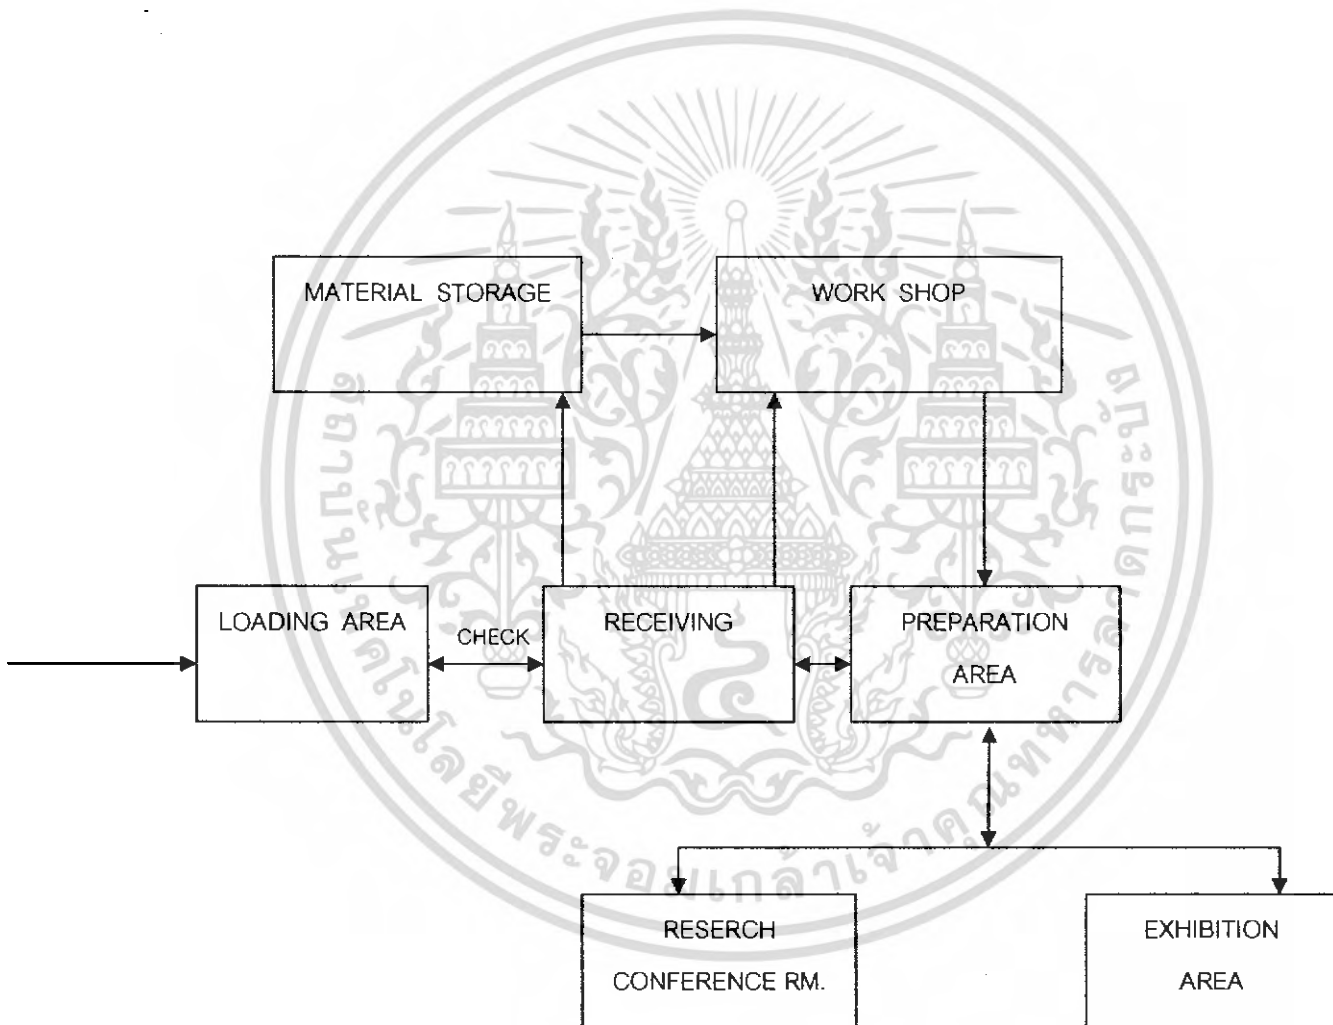 MATERIAL STORAGE
WORK SHOP
LOADING AREA
CHECK
RECEIVING
PREPARATION
AREA
RESERCH
CONFERENCE RM.
EXHIBITION
AREA